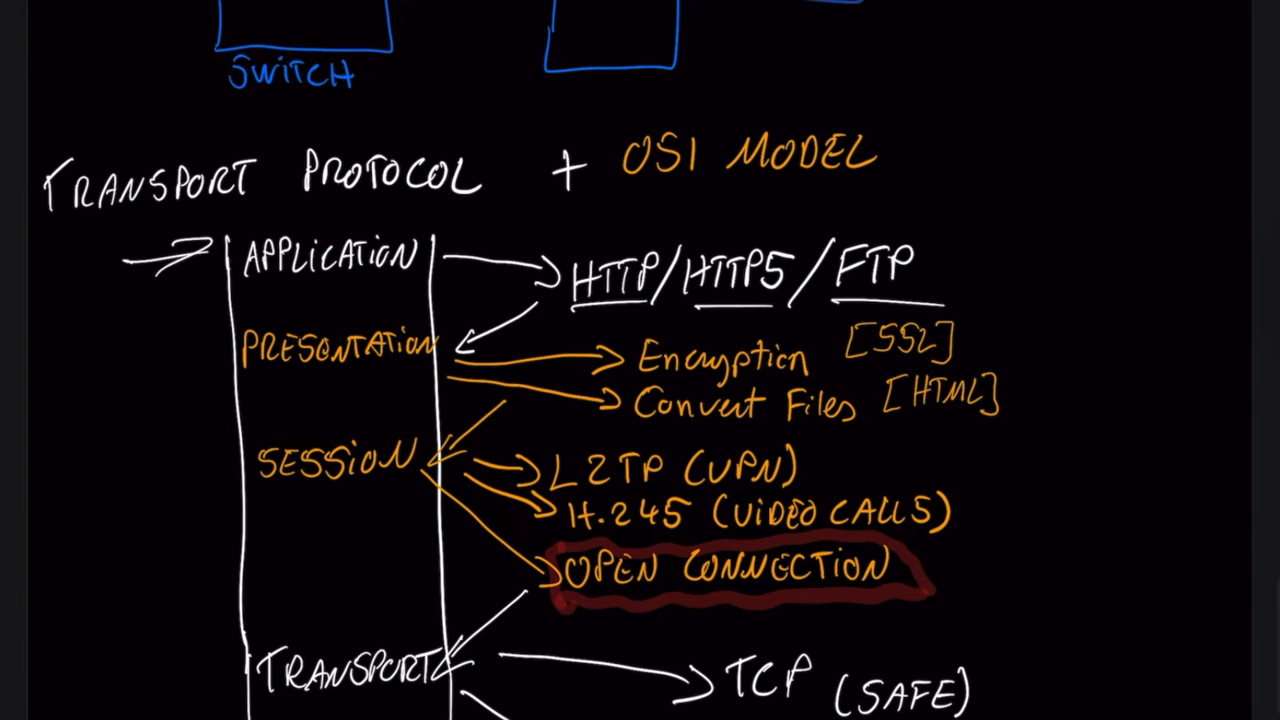 SWITCH
TRANSPORT PROTOCOL + OSI MODEL
APPLICATION
HTTP/HTTPS/FTP
PRESENTATION
Encryption [SSL]
Convert Files [HTML]
SESSION
L2TP (VPN)
H.245 (VIDEO CALLS)
OPEN CONNECTION
TRANSPORT
TCP (SAFE)